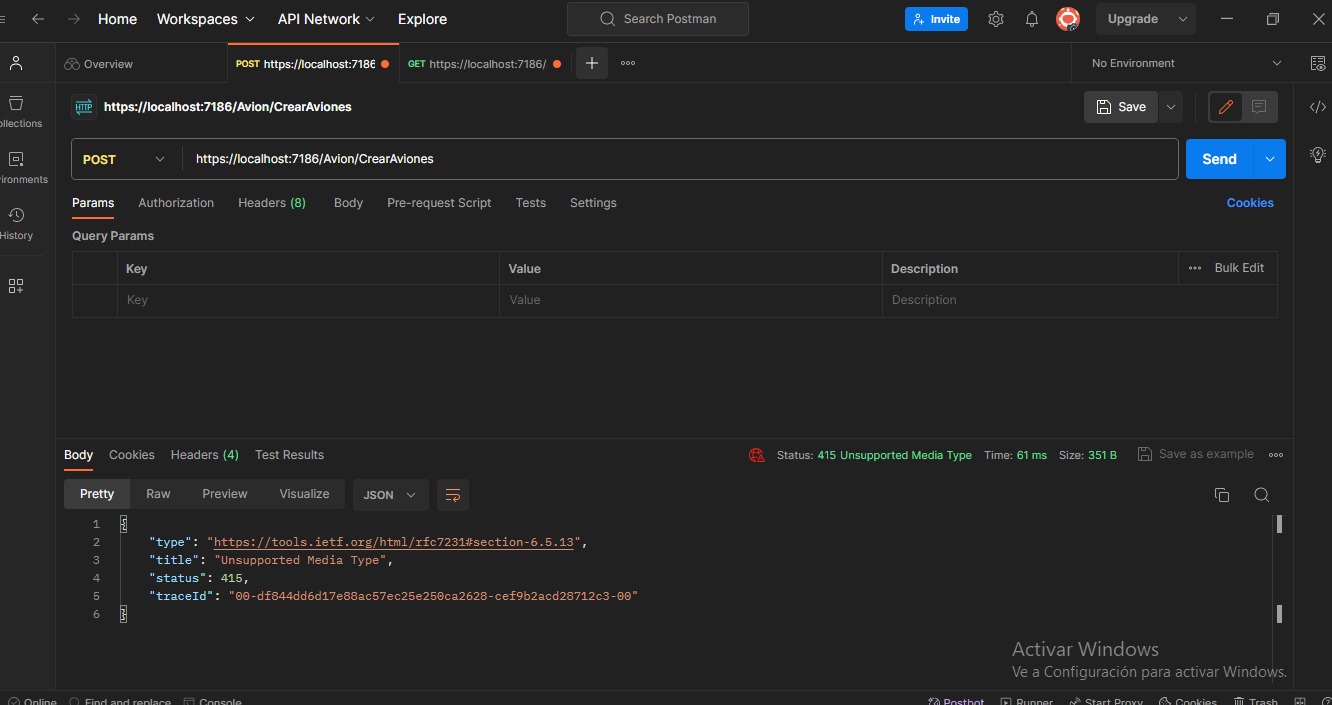 Home Workspaces API Network Explore Search Postman Invite Upgrade
Overview POST https://localhost:7186 GET https://localhost:7186/ No Environment
HTTP https://localhost:7186/Avion/CrearAviones Save
ollections
POST https://localhost:7186/Avion/CrearAviones Send
ironments
Params Authorization Headers (8) Body Pre-request Script Tests Settings Cookies
History
Query Params
Key Value Description Bulk Edit
Key Value Description
Body Cookies Headers (4) Test Results Status: 415 Unsupported Media Type Time: 61 ms Size: 351 B Save as example
Pretty Raw Preview Visualize JSON
1 {
2 "type": "https://tools.ietf.org/html/rfc7231#section-6.5.13",
3 "title": "Unsupported Media Type",
4 "status": 415,
5 "traceId": "00-df844dd6d17e88ac57ec25e250ca2628-cef9b2acd28712c3-00"
6 }
Activar Windows
Ve a Configuración para activar Windows.
Online Find and replace Console Postbot Runner Start Proxy Cookies Trash